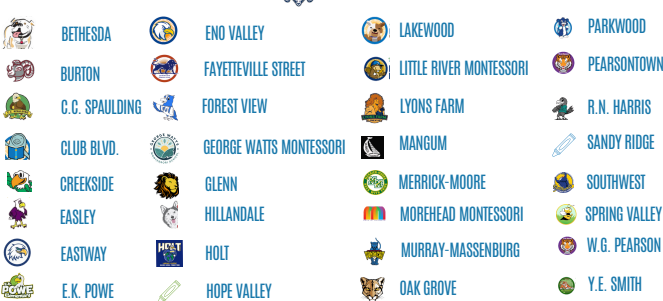 BETHESDA
BURTON
C.C. SPAULDING
CLUB BLVD.
CREEKSIDE
EASLEY
EASTWAY
E.K. POWE
ENO VALLEY
FAYETTEVILLE STREET
FOREST VIEW
GEORGE WATTS MONTESSORI
GLENN
HILLANDALE
HOLT
HOLT
HOPE VALLEY
LAKEWOOD
LITTLE RIVER MONTESSORI
LYONS FARM
MANGUM
MERRICK-MOORE
MOREHEAD MONTESSORI
MURRAY-MASSENBURG
OAK GROVE
PARKWOOD
PEARSONTOWN
R.N. HARRIS
SANDY RIDGE
SOUTHWEST
SPRING VALLEY
W.G. PEARSON
Y.E. SMITH
POWE